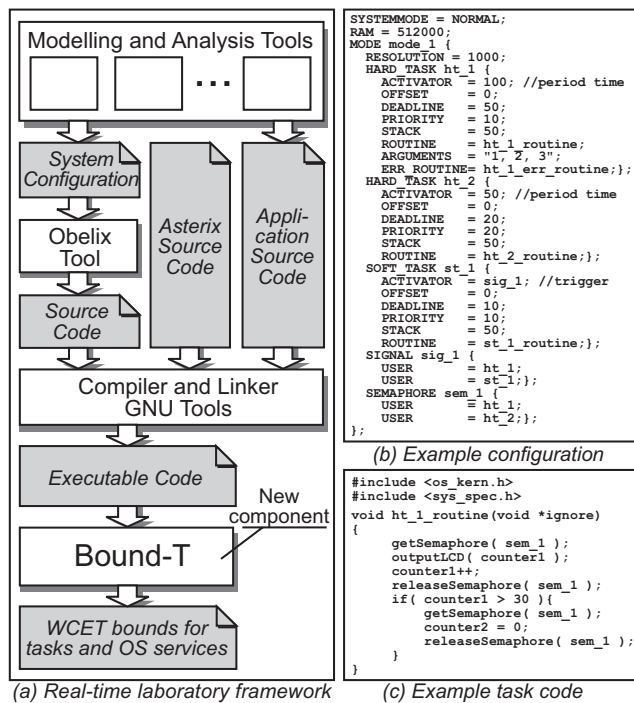 Modelling and Analysis Tools
...
System
Configuration
Obelix
Tool
Source
Code
Asterix
Source
Code
Appli-
cation
Source
Code
Compiler and Linker
GNU Tools
Executable Code
New
component
Bound-T
WCET bounds for
tasks and OS services
(a) Real-time laboratory framework
SYSTEMMODE = NORMAL;
RAM = 512000;
MODE mode_1 {
RESOLUTION = 1000;
HARD_TASK ht_1 {
ACTIVATOR = 100; //period time
OFFSET = 0;
DEADLINE = 50;
PRIORITY = 10;
STACK = 50;
ROUTINE = ht_1_routine;
ARGUMENTS = "1, 2, 3";
ERR_ROUTINE= ht_1_err_routine;};
HARD_TASK ht_2 {
ACTIVATOR = 50; //period time
OFFSET = 0;
DEADLINE = 20;
PRIORITY = 20;
STACK = 50;
ROUTINE = ht_2_routine;};
SOFT_TASK st_1 {
ACTIVATOR = sig_1; //trigger
OFFSET = 0;
DEADLINE = 10;
PRIORITY = 10;
STACK = 50;
ROUTINE = st_1_routine;};
SIGNAL sig_1 {
USER = ht_1;
USER = st_1;};
SEMAPHORE sem_1 {
USER = ht_1;
USER = ht_2;};
};
(b) Example configuration
#include <os_kern.h>
#include <sys_spec.h>
void ht_1_routine(void *ignore)
{
getSemaphore( sem_1 );
outputLCD( counter1 );
counter1++;
releaseSemaphore( sem_1 );
if( counter1 > 30 ){
getSemaphore( sem_1 );
counter2 = 0;
releaseSemaphore( sem_1 );
}
}
(c) Example task code